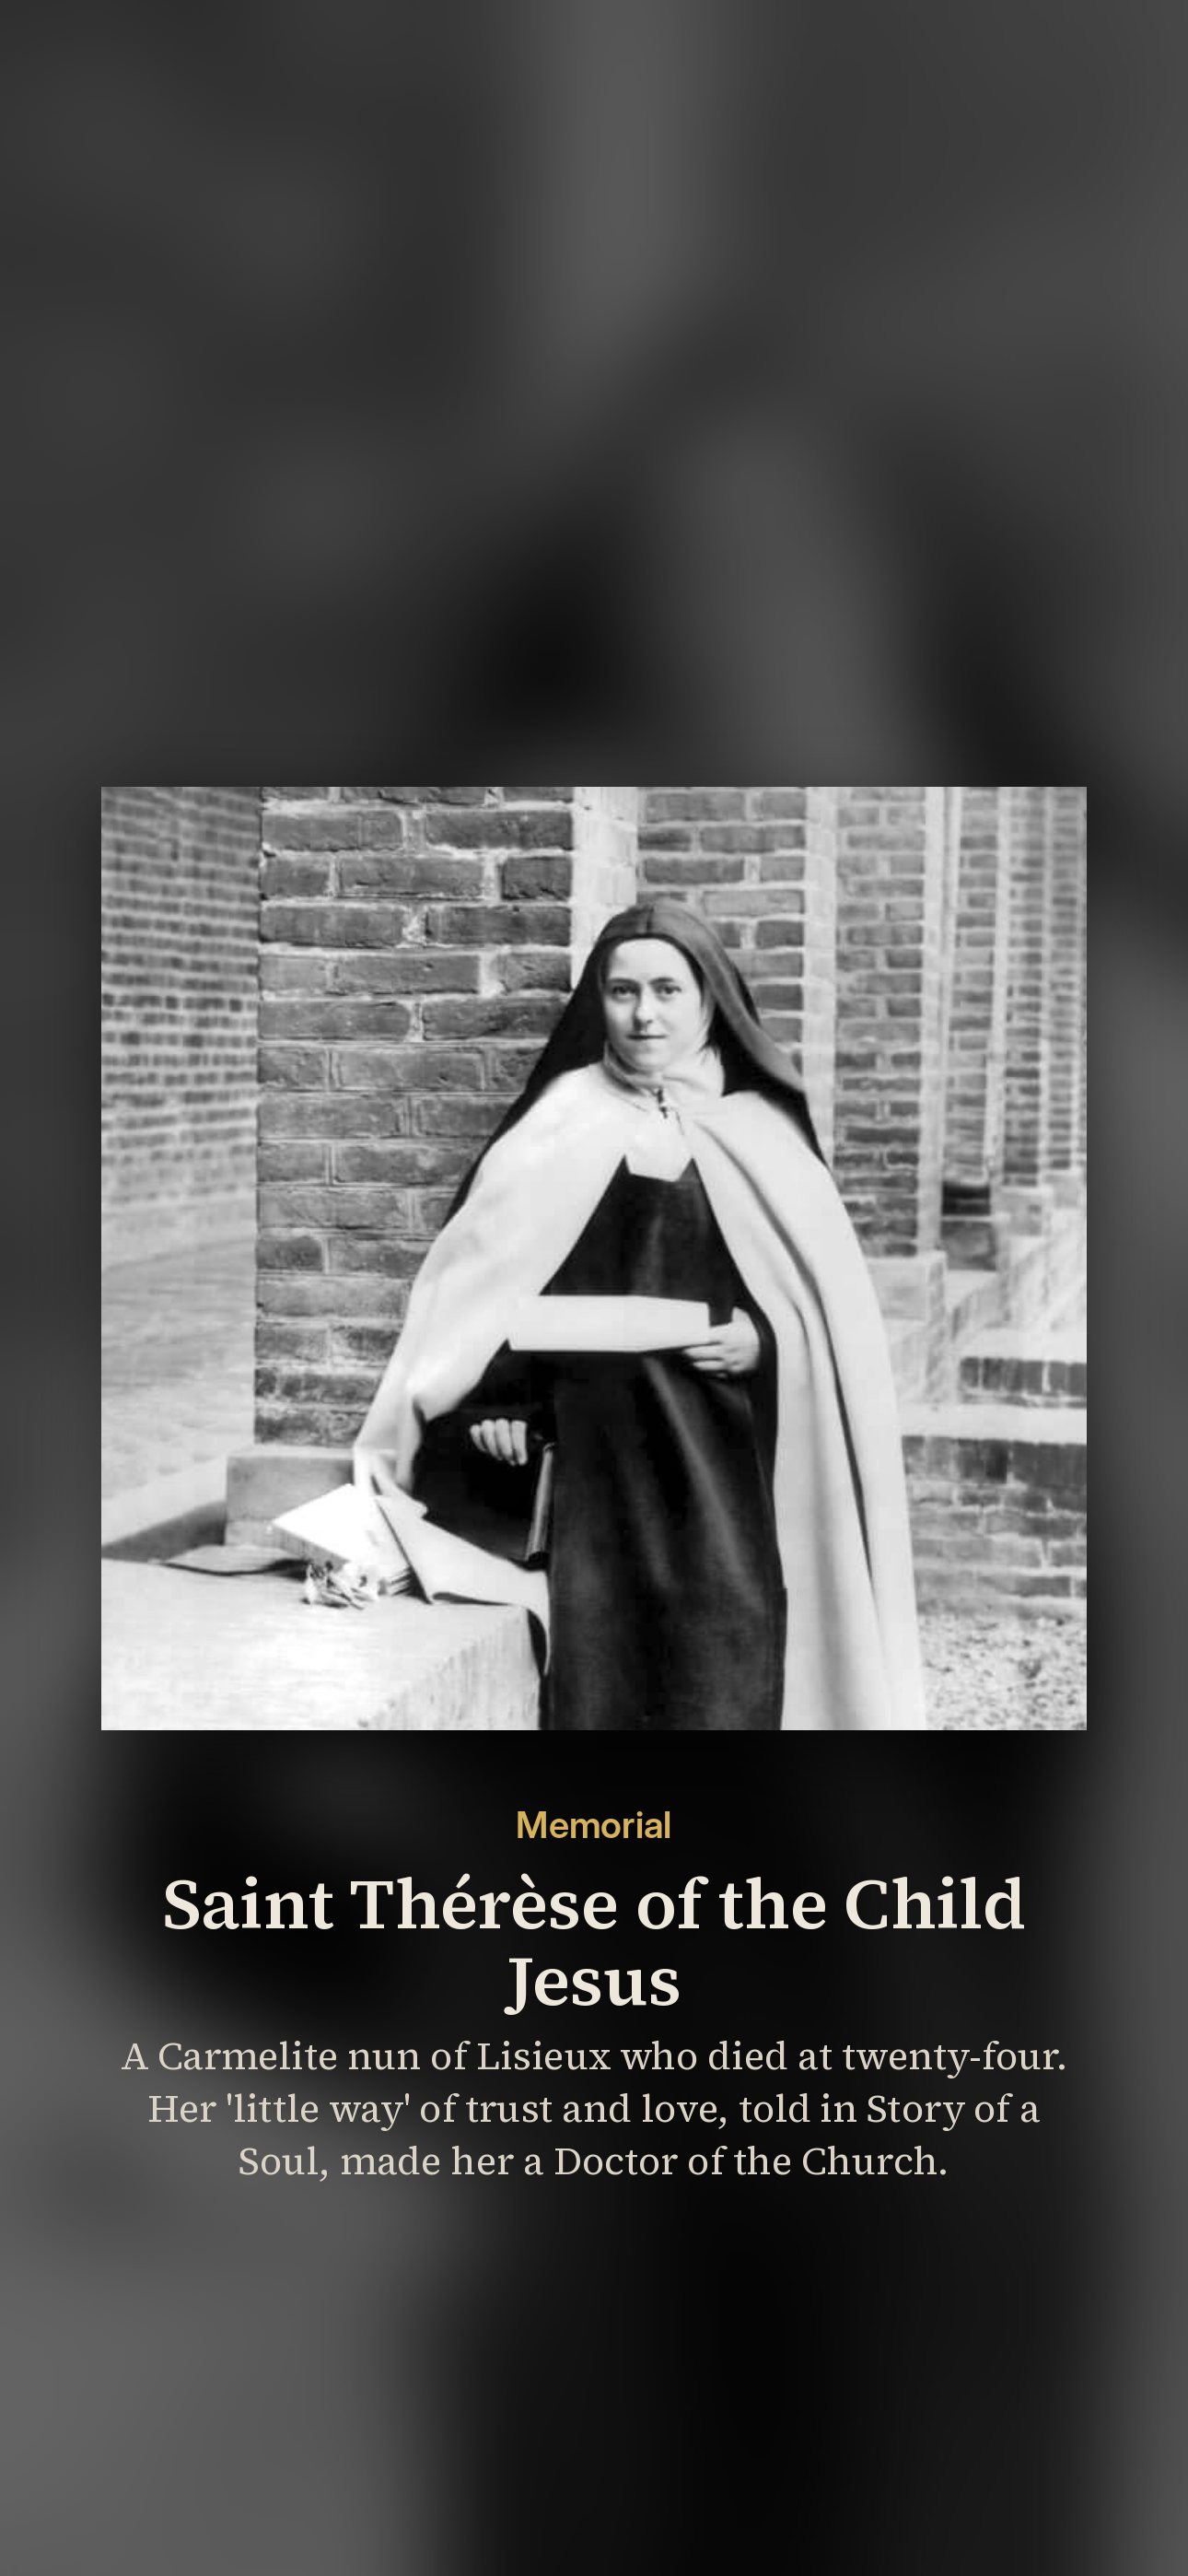 Memorial
Saint Thérèse of the Child
Jesus
A Carmelite nun of Lisieux who died at twenty-four.
Her 'little way' of trust and love, told in Story of a
Soul, made her a Doctor of the Church.